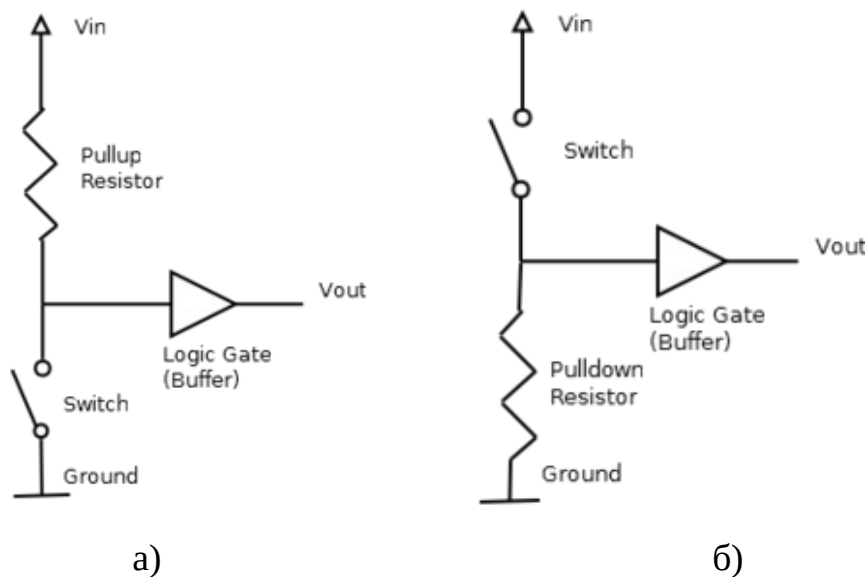 Vin
Pullup
Resistor
Vout
Logic Gate
(Buffer)
Switch
Ground
а)
Vin
Switch
Vout
Logic Gate
(Buffer)
Pulldown
Resistor
Ground
б)